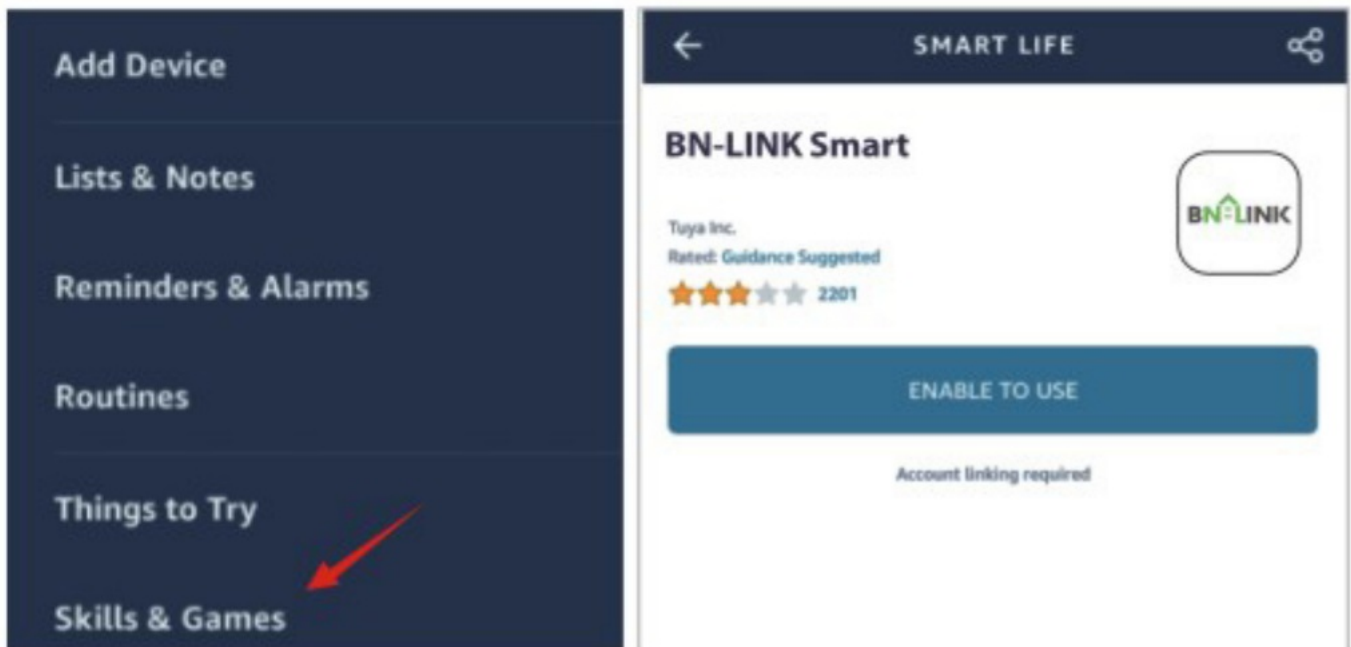 Add Device
Lists & Notes
Reminders & Alarms
Routines
Things to Try
Skills & Games
SMART LIFE
BN-LINK Smart
BN-LINK
Tuya Inc.
Rated: Guidance Suggested
2201
ENABLE TO USE
Account linking required